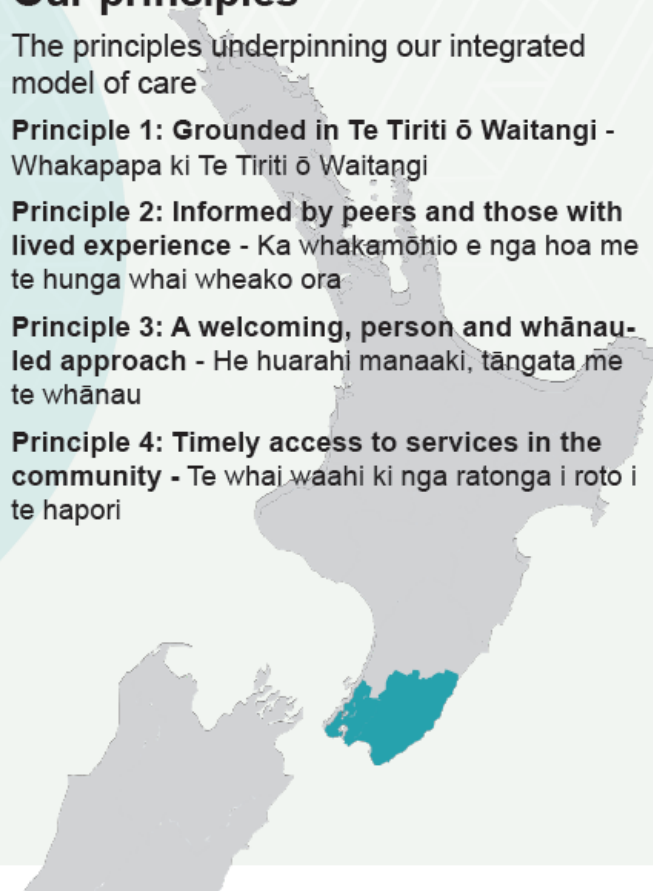 Our principles
The principles underpinning our integrated
model of care
Principle 1: Grounded in Te Tiriti ō Waitangi -
Whakapapa ki Te Tiriti ō Waitangi
Principle 2: Informed by peers and those with
lived experience - Ka whakamōhio e nga hoa me
te hunga whai wheako ora
Principle 3: A welcoming, person and whānau-
led approach - He huarahi manaaki, tāngata me
te whānau
Principle 4: Timely access to services in the
community - Te whai waahi ki nga ratonga i roto i
te hapori